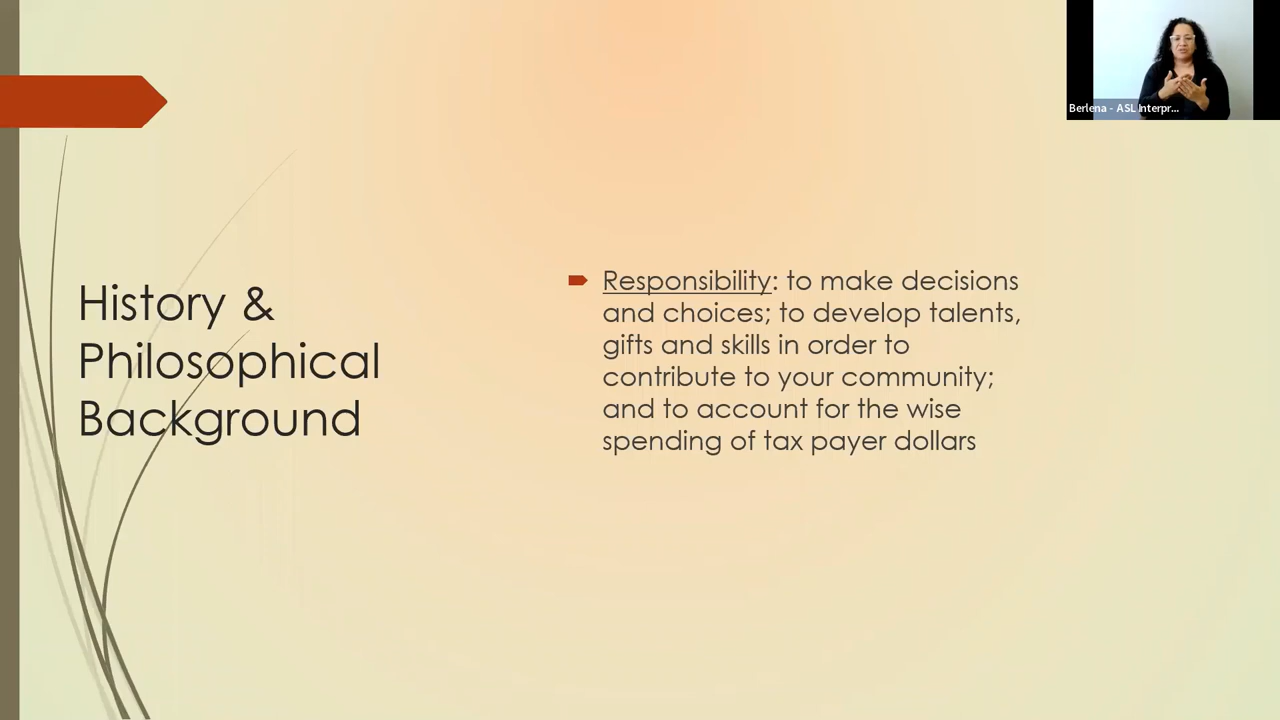 Berlena - ASL Interpr...
History &
Philosophical
Background
Responsibility: to make decisions
and choices; to develop talents,
gifts and skills in order to
contribute to your community;
and to account for the wise
spending of tax payer dollars